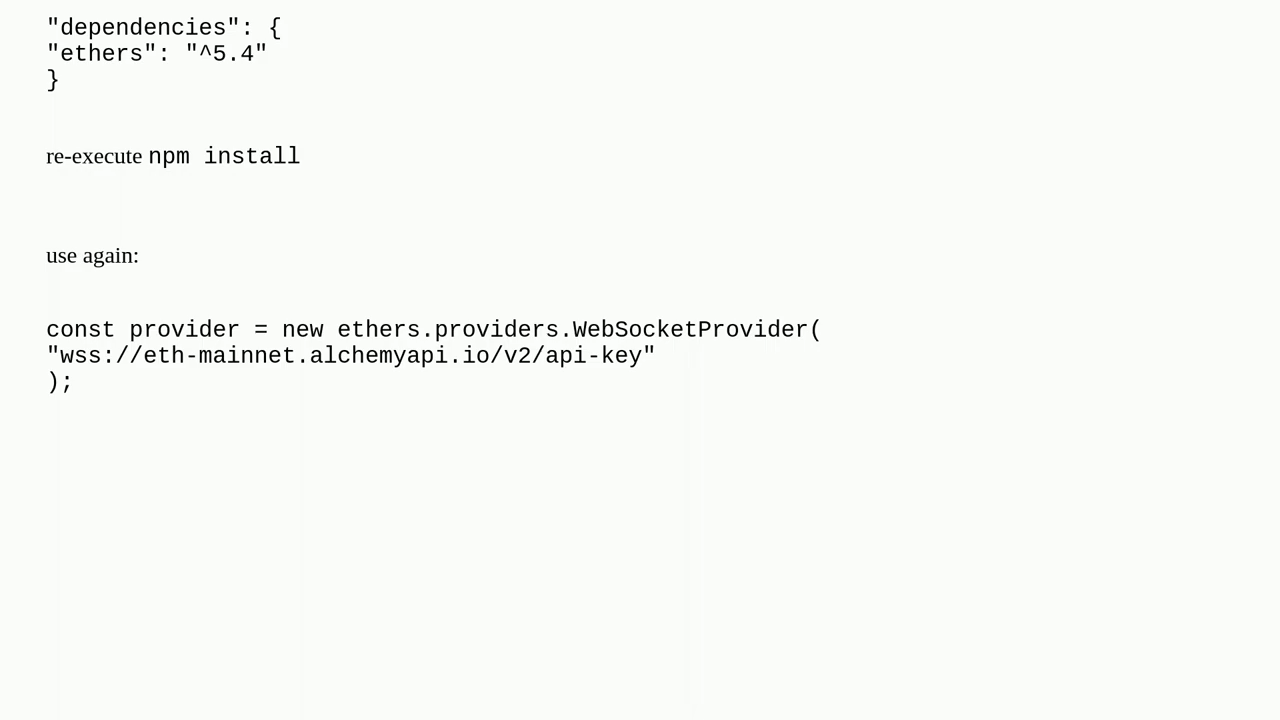 "dependencies": {
"ethers": "^5.4"
}
re-execute npm install
use again:
const provider = new ethers.providers.WebSocketProvider(
"wss://eth-mainnet.alchemyapi.io/v2/api-key"
);